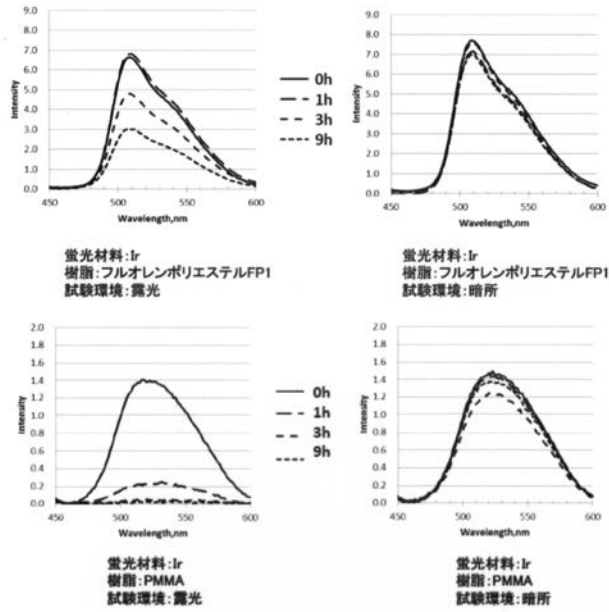 9.0
8.0
7.0
6.0
5.0
4.0
3.0
2.0
1.0
0.0
Intensity
450
500
550
600
Wavelength,nm
0h
1h
3h
9h
9.0
8.0
7.0
6.0
5.0
4.0
3.0
2.0
1.0
0.0
Intensity
450
500
550
600
Wavelength,nm
蛍光材料:Ir
樹脂:フルオレンポリエステルFP1
試験環境:露光
蛍光材料:Ir
樹脂:フルオレンポリエステルFP1
試験環境:暗所
2.0
1.8
1.6
1.4
1.2
1.0
0.8
0.6
0.4
0.2
0.0
Intensity
450
500
550
600
Wavelength,nm
0h
1h
3h
9h
2.0
1.8
1.6
1.4
1.2
1.0
0.8
0.6
0.4
0.2
0.0
Intensity
450
500
550
600
Wavelength,nm
蛍光材料:Ir
樹脂:PMMA
試験環境:露光
蛍光材料:Ir
樹脂:PMMA
試験環境:暗所